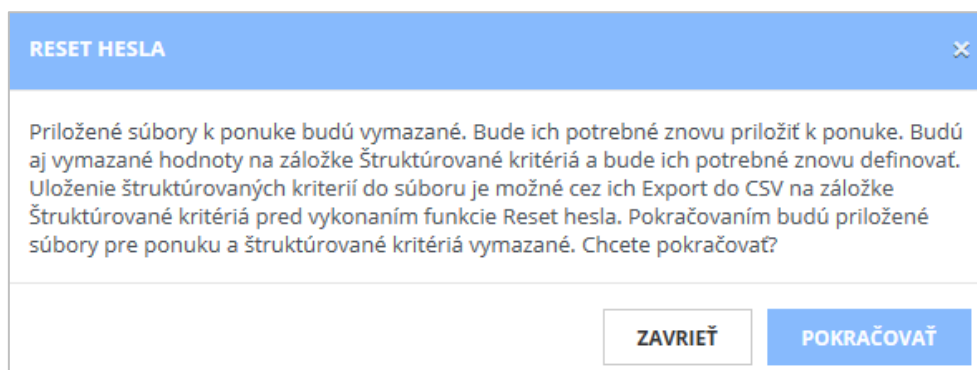 RESET HESLA ×
Priložené súbory k ponuke budú vymazané. Bude ich potrebné znovu priložiť k ponuke. Budú
aj vymazané hodnoty na záložke Štruktúrované kritériá a bude ich potrebné znovu definovať.
Uloženie štruktúrovaných kriterií do súboru je možné cez ich Export do CSV na záložke
Štruktúrované kritériá pred vykonaním funkcie Reset hesla. Pokračovaním budú priložené
súbory pre ponuku a štruktúrované kritériá vymazané. Chcete pokračovať?
ZAVRIEŤ POKRAČOVAŤ